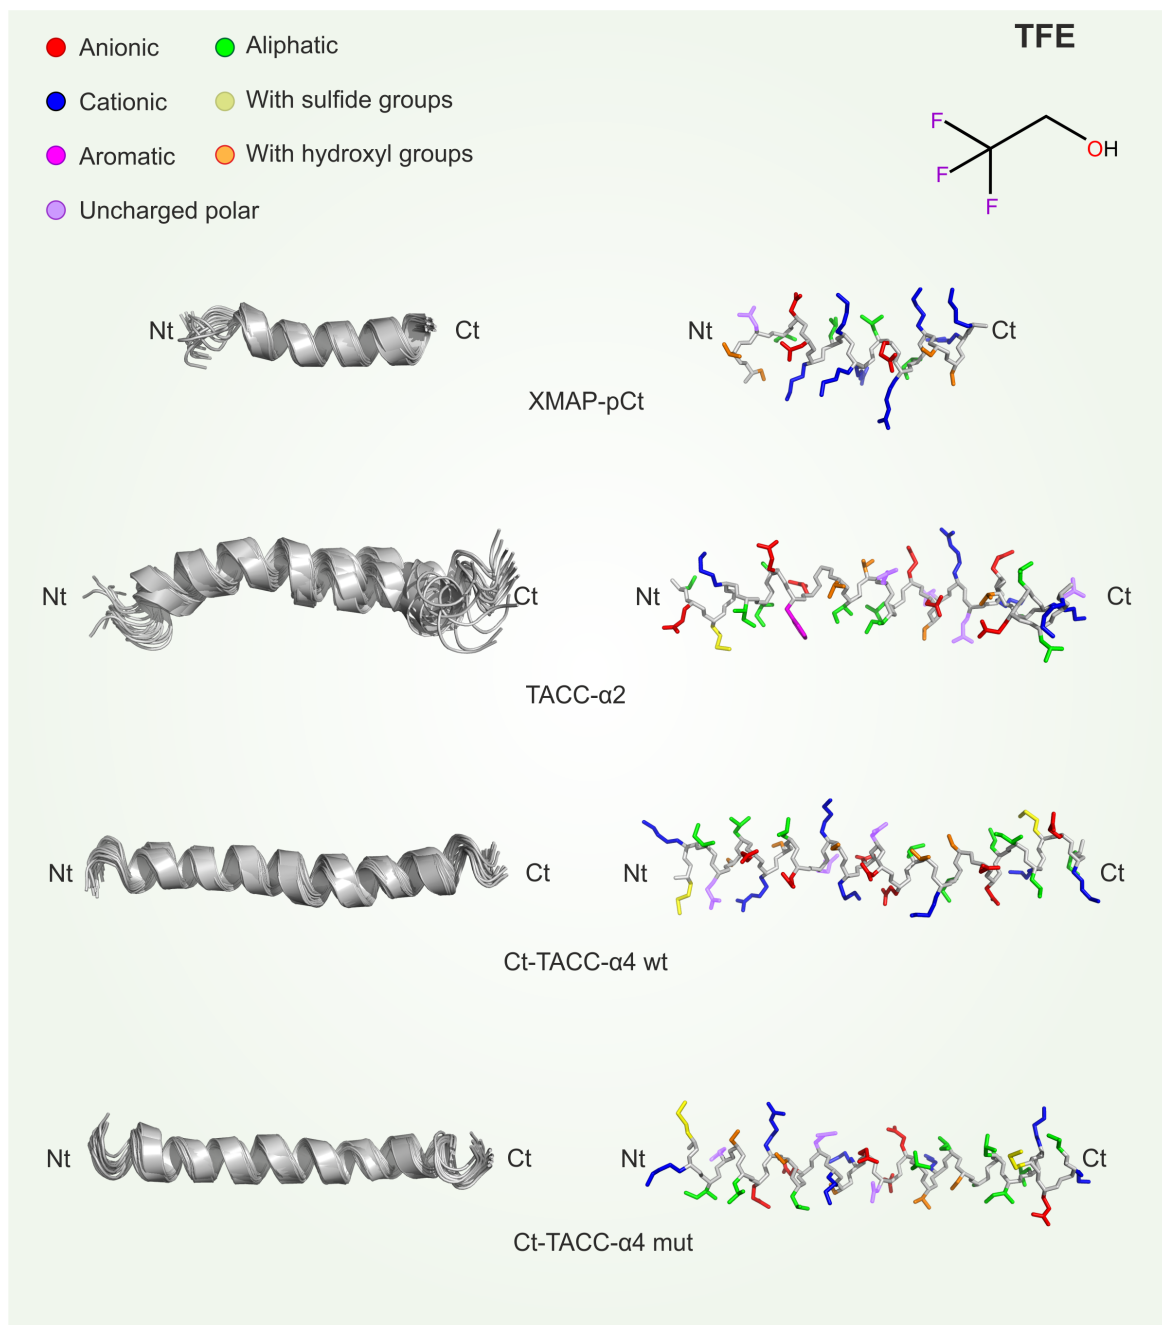 TFE
Anionic
Aliphatic
Cationic
With sulfide groups
Aromatic
With hydroxyl groups
Uncharged polar
F
F
F
OH
Nt
Ct
Nt
Ct
XMAP-pCt
Nt
Ct
Nt
Ct
TACC-α2
Nt
Ct
Nt
Ct
Ct-TACC-α4 wt
Nt
Ct
Nt
Ct
Ct-TACC-α4 mut